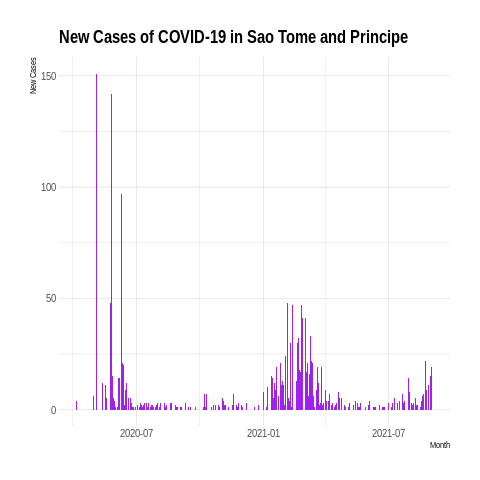 New Cases of COVID-19 in Sao Tome and Principe
New Cases
150
100
50
0
2020-07
2021-01
2021-07
Month